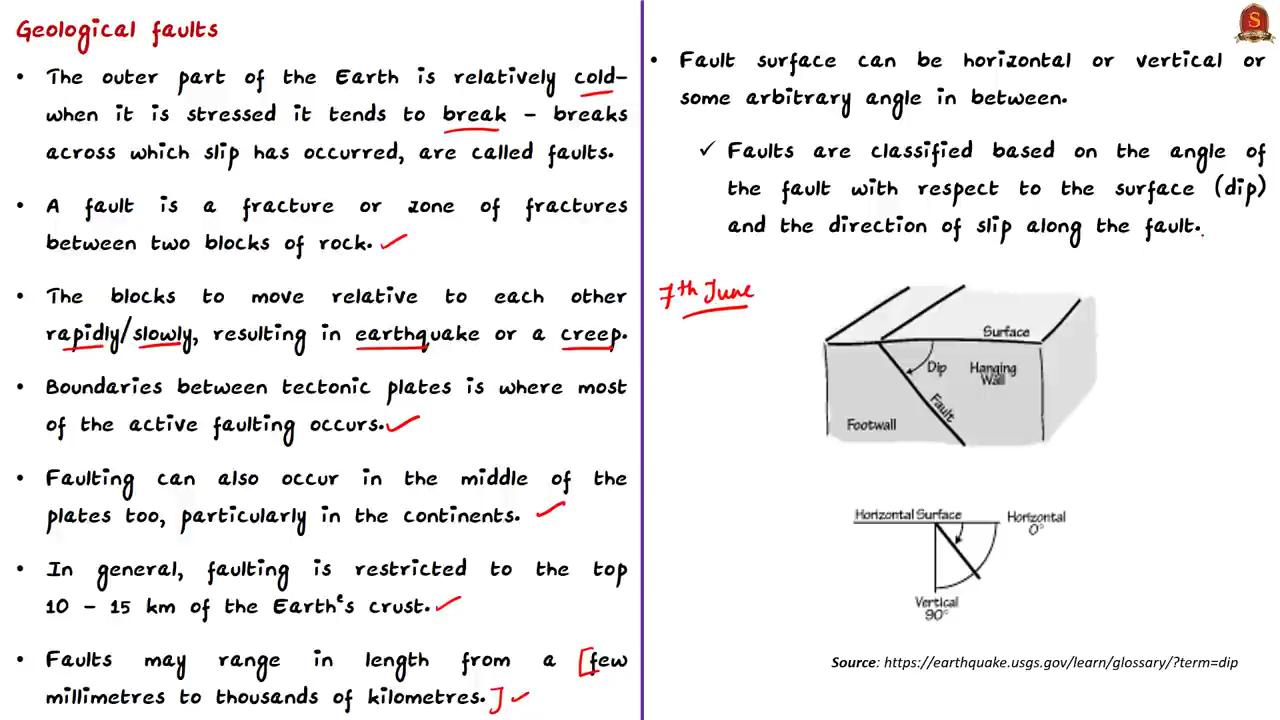 Geological faults
• The outer part of the Earth is relatively cold–
when it is stressed it tends to break – breaks
across which slip has occurred, are called faults.
• A fault is a fracture or zone of fractures
between two blocks of rock.
• The blocks to move relative to each other
rapidly/slowly, resulting in earthquake or a creep.
• Boundaries between tectonic plates is where most
of the active faulting occurs.
• Faulting can also occur in the middle of the
plates too, particularly in the continents.
• In general, faulting is restricted to the top
10 – 15 km of the Earth's crust.
• Faults may range in length from a [few
millimetres to thousands of kilometres.]
S
• Fault surface can be horizontal or vertical or
some arbitrary angle in between.
✓ Faults are classified based on the angle of
the fault with respect to the surface (dip)
and the direction of slip along the fault.
7th June
Surface
Dip
Hanging
Wall
Fault
Footwall
Horizontal Surface
Horizontal
0°
Vertical
90°
Source: https://earthquake.usgs.gov/learn/glossary/?term=dip